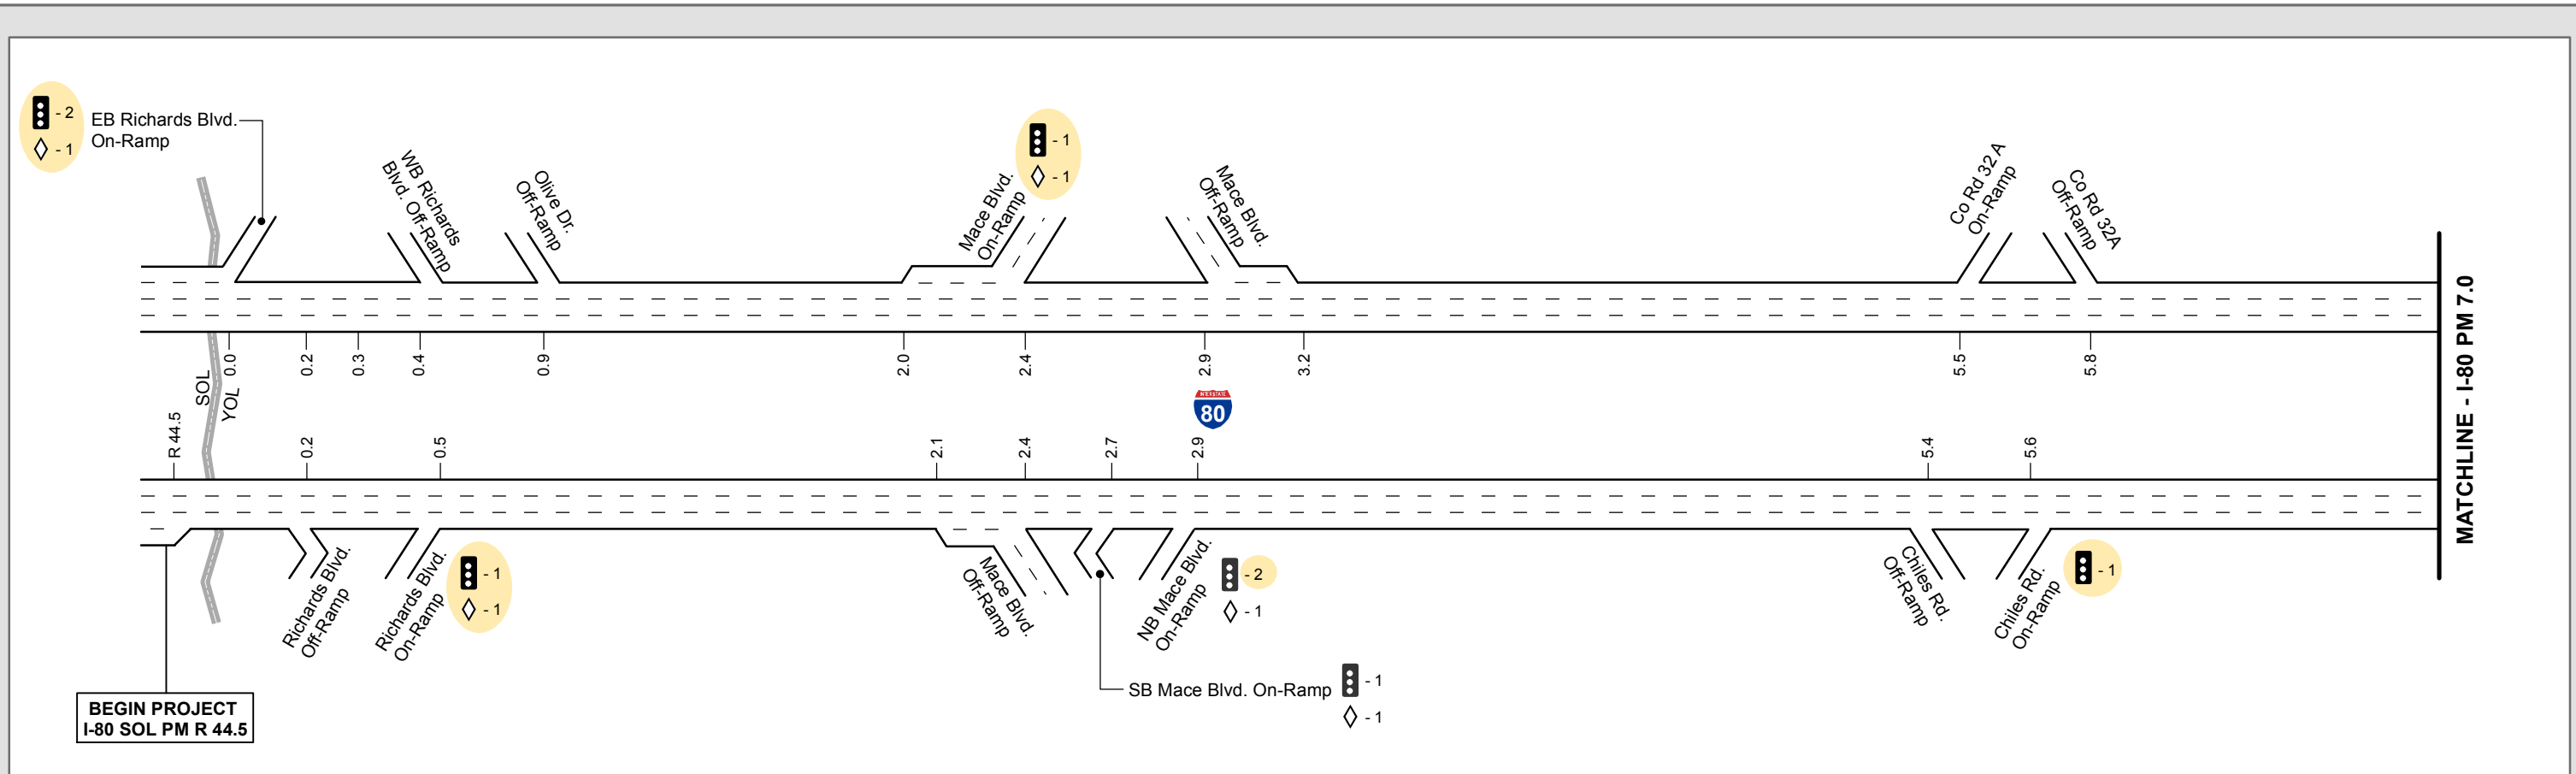 - 2
- 1
EB Richards Blvd.
On-Ramp
WB Richards
Blvd. Off-Ramp
Olive Dr.
Off-Ramp
Mace Blvd.
On-Ramp
- 1
- 1
Mace Blvd.
Off-Ramp
Co Rd 32 A
On-Ramp
Co Rd 32A
Off-Ramp
0.0
0.2
0.3
0.4
0.9
2.0
2.4
2.9
3.2
5.5
5.8
SOL
YOL
INTERSTATE
80
MATCHLINE - I-80 PM 7.0
R 44.5
0.2
0.5
2.1
2.4
2.7
2.9
5.4
5.6
Richards Blvd.
Off-Ramp
Richards Blvd.
On-Ramp
- 1
- 1
Mace Blvd.
Off-Ramp
NB Mace Blvd.
On-Ramp
- 2
- 1
Chiles Rd.
Off-Ramp
Chiles Rd.
On-Ramp
- 1
SB Mace Blvd. On-Ramp
- 1
- 1
BEGIN PROJECT
I-80 SOL PM R 44.5